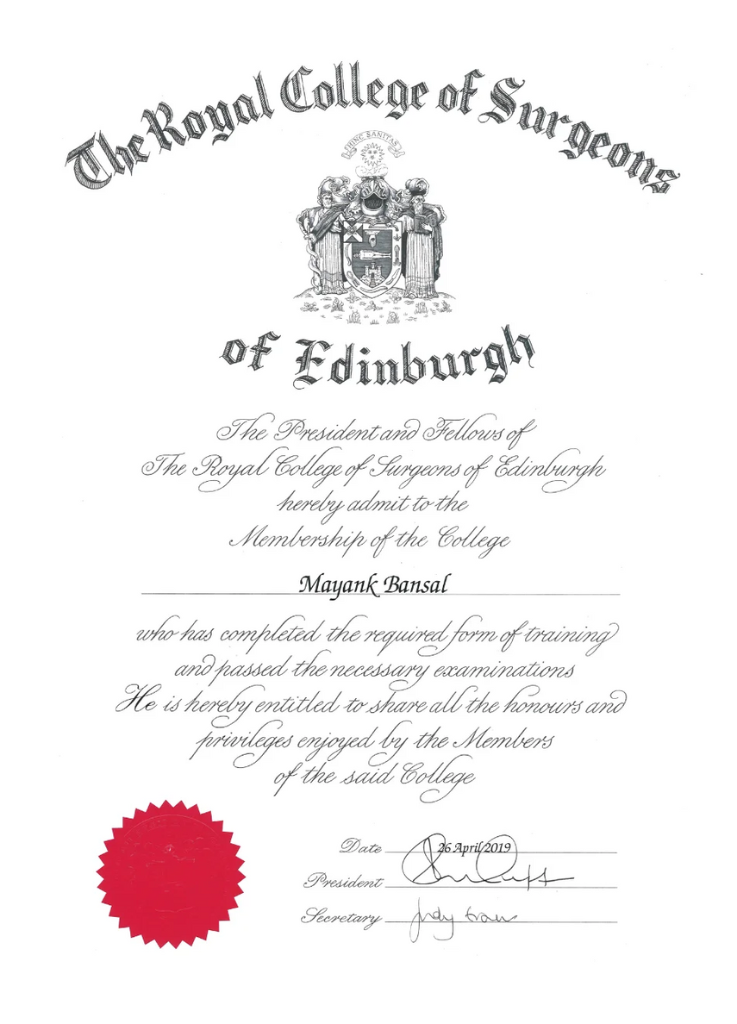 The Royal College of Surgeons
HINC SANITAS
of Edinburgh
The President and Fellows of
The Royal College of Surgeons of Edinburgh
hereby admit to the
Membership of the College
Mayank Bansal
who has completed the required form of training
and passed the necessary examinations
He is hereby entitled to share all the honours and
privileges enjoyed by the Members
of the said College
Date 26 April 2019
President
Secretary Judy Evans